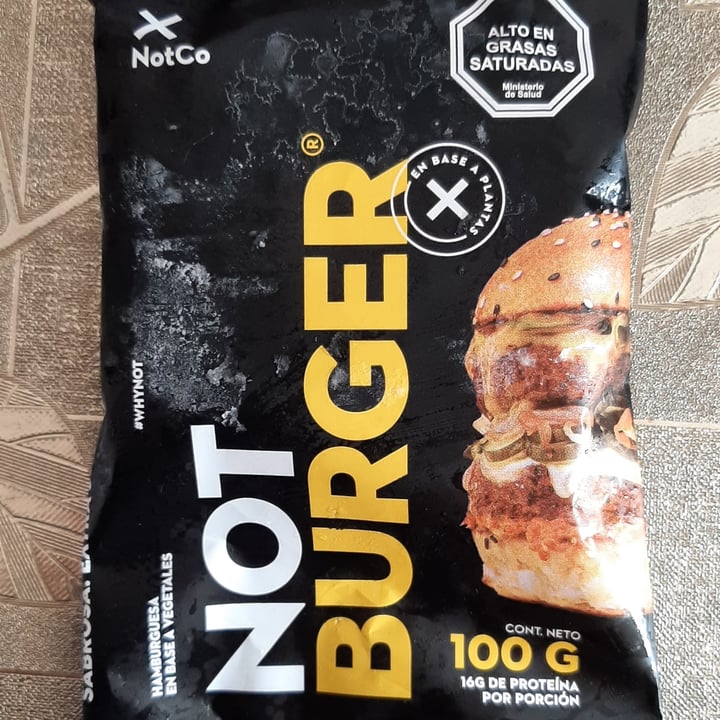 NotCo
ALTO EN
GRASAS
SATURADAS
Ministerio
de Salud
EN BASE A PLANTAS
#WHYNOT
NOT
BURGER®
HAMBURGUESA
EN BASE A VEGETALES
CONT. NETO
100 G
16G DE PROTEÍNA
POR PORCIÓN